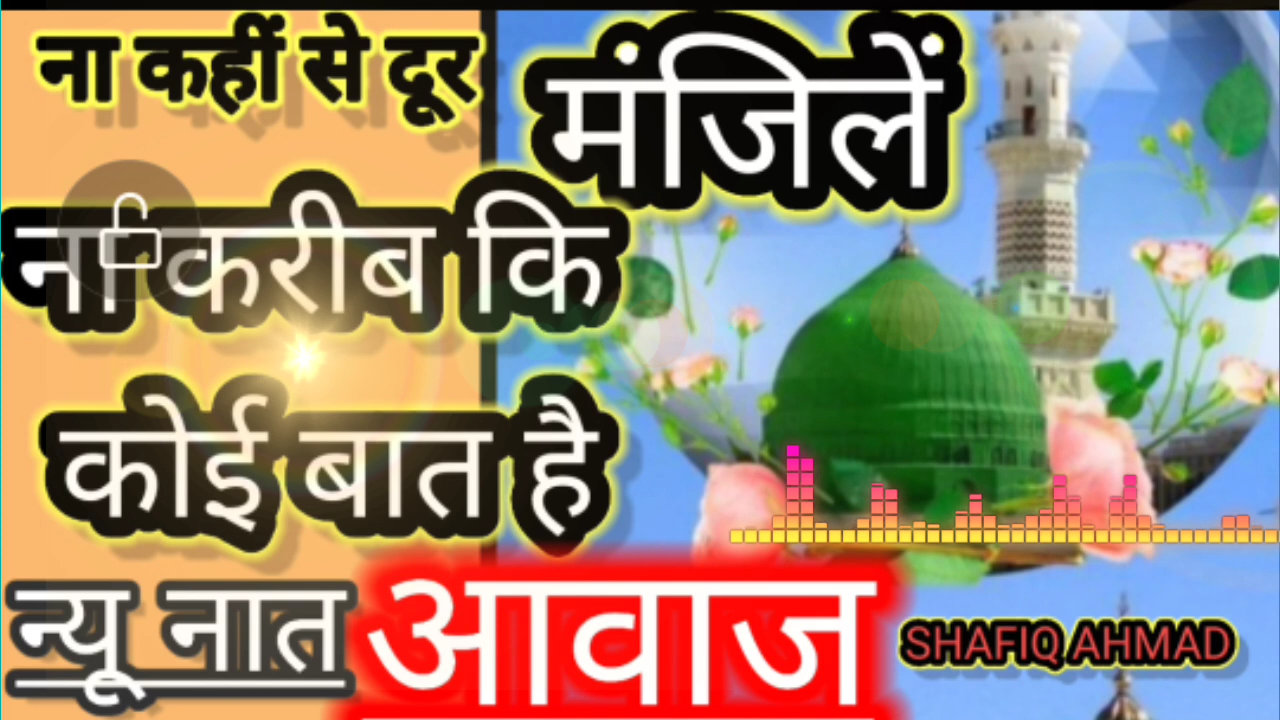 ना कहीं से दूर मंजिलें
ना करीब कि
कोई बात है
न्यू नात आवाज SHAFIQ AHMAD